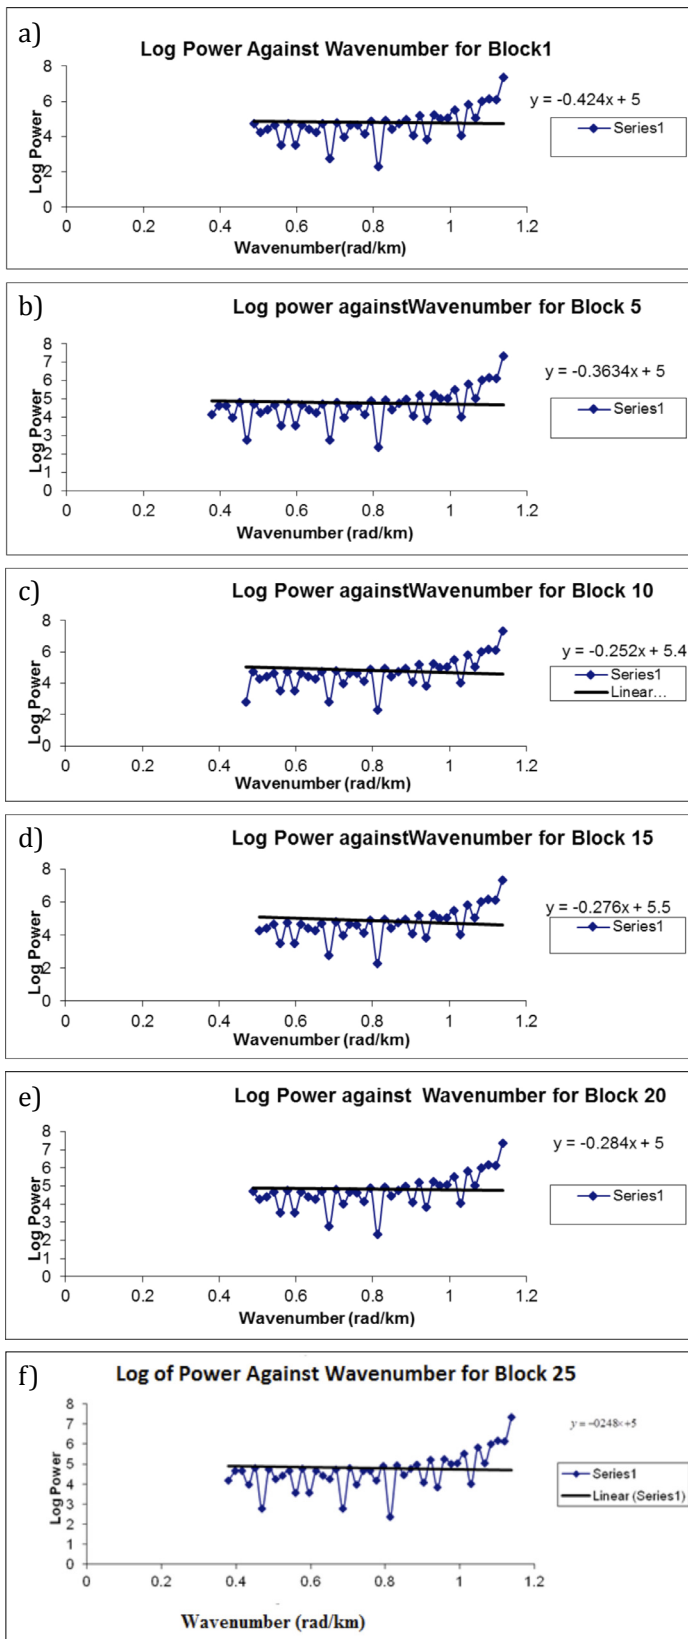 a)
Log Power Against Wavenumber for Block1
y = -0.424x + 5
Series1
Log Power
8
6
4
2
0
0 0.2 0.4 0.6 0.8 1 1.2
Wavenumber(rad/km)
b)
Log power againstWavenumber for Block 5
y = -0.3634x + 5
Series1
Log Power
8
7
6
5
4
3
2
1
0
0 0.2 0.4 0.6 0.8 1 1.2
Wavenumber (rad/km)
c)
Log Power againstWavenumber for Block 10
y = -0.252x + 5.4
Series1
Linear...
Log Power
8
6
4
2
0
0 0.2 0.4 0.6 0.8 1 1.2
Wavenumber (rad/km)
d)
Log Power againstWavenumber for Block 15
y = -0.276x + 5.5
Series1
Log Power
8
6
4
2
0
0 0.2 0.4 0.6 0.8 1 1.2
Wavenumber (rad/km)
e)
Log Power against Wavenumber for Block 20
y = -0.284x + 5
Series1
Log Power
8
7
6
5
4
3
2
1
0
0 0.2 0.4 0.6 0.8 1 1.2
Wavenumber (rad/km)
f)
Log of Power Against Wavenumber for Block 25
y = -0248x+5
Series1
Linear (Series1)
Log Power
8
7
6
5
4
3
2
1
0
0 0.2 0.4 0.6 0.8 1 1.2
Wavenumber (rad/km)